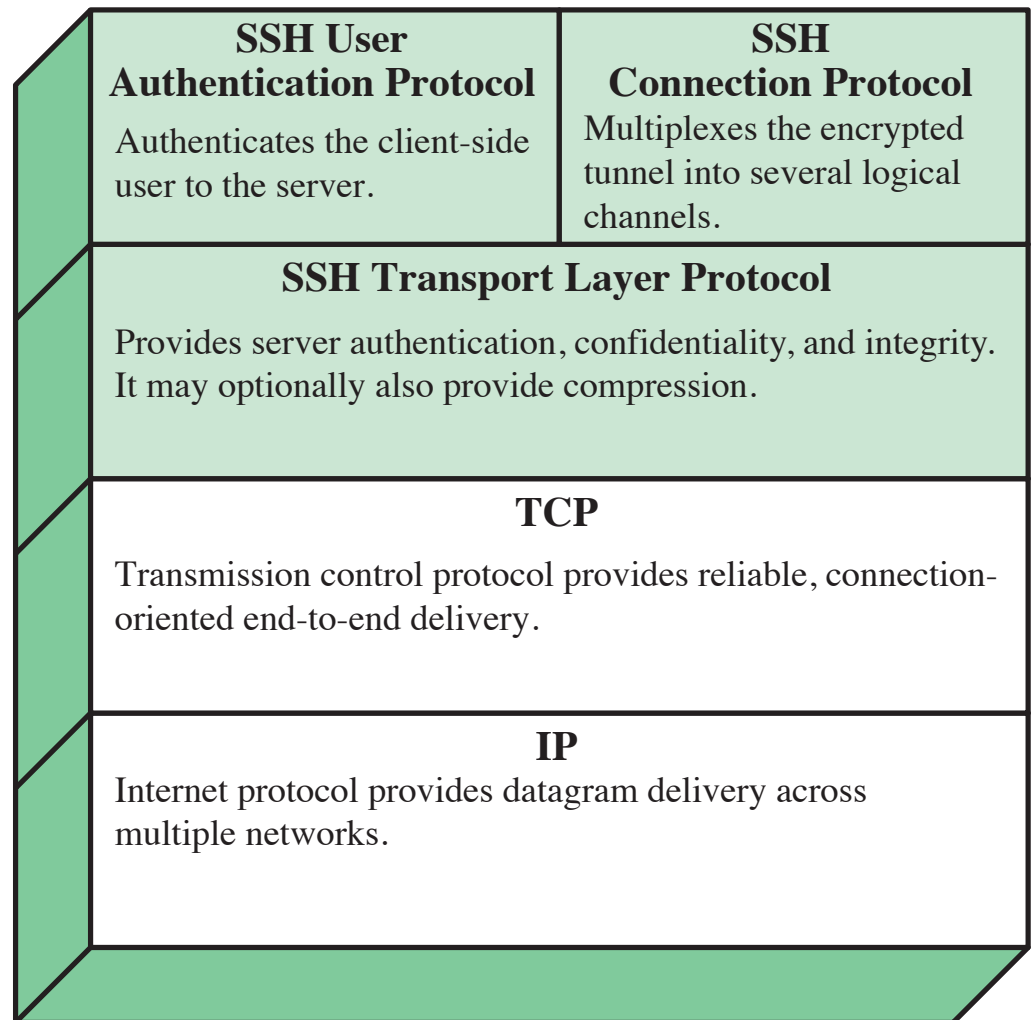 SSH User
Authentication Protocol
Authenticates the client-side
user to the server.
SSH
Connection Protocol
Multiplexes the encrypted
tunnel into several logical
channels.
SSH Transport Layer Protocol
Provides server authentication, confidentiality, and integrity.
It may optionally also provide compression.
TCP
Transmission control protocol provides reliable, connection-
oriented end-to-end delivery.
IP
Internet protocol provides datagram delivery across
multiple networks.